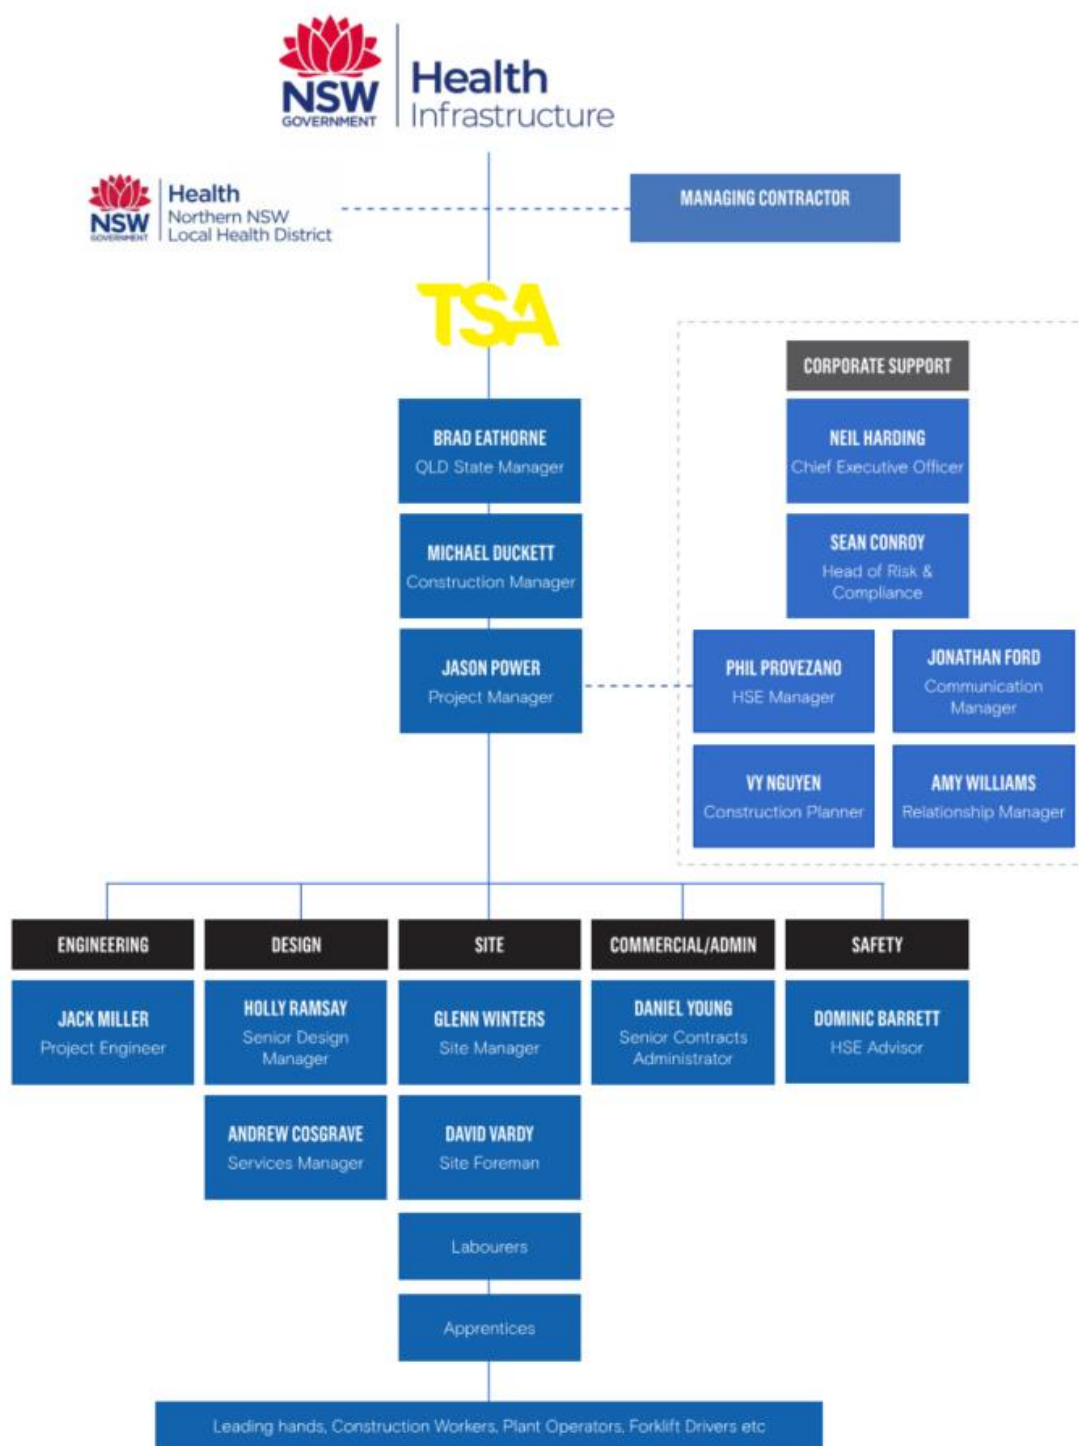 NSW
GOVERNMENT
Health
Infrastructure
NSW
GOVERNMENT
Health
Northern NSW
Local Health District
MANAGING CONTRACTOR
TSA
CORPORATE SUPPORT
BRAD EATHORNE
QLD State Manager
NEIL HARDING
Chief Executive Officer
MICHAEL DUCKETT
Construction Manager
SEAN CONROY
Head of Risk &
Compliance
JASON POWER
Project Manager
PHIL PROVEZANO
HSE Manager
JONATHAN FORD
Communication
Manager
VY NGUYEN
Construction Planner
AMY WILLIAMS
Relationship Manager
ENGINEERING
DESIGN
SITE
COMMERCIAL/ADMIN
SAFETY
JACK MILLER
Project Engineer
HOLLY RAMSAY
Senior Design
Manager
GLENN WINTERS
Site Manager
DANIEL YOUNG
Senior Contracts
Administrator
DOMINIC BARRETT
HSE Advisor
ANDREW COSGRAVE
Services Manager
DAVID VARDY
Site Foreman
Labourers
Apprentices
Leading hands, Construction Workers, Plant Operators, Forklift Drivers etc